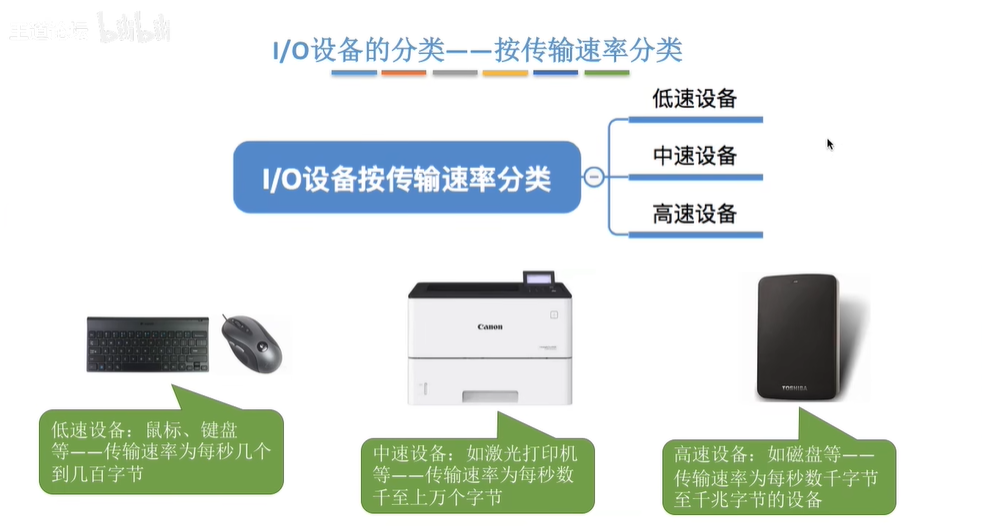 bilibili
I/O设备的分类——按传输速率分类
I/O设备按传输速率分类
低速设备
中速设备
高速设备
Canon
TOSHIBA
低速设备：鼠标、键盘
等——传输速率为每秒几个
到几百字节
中速设备：如激光打印机
等——传输速率为每秒数
千至上万个字节
高速设备：如磁盘等——
传输速率为每秒数千字节
至千兆字节的设备